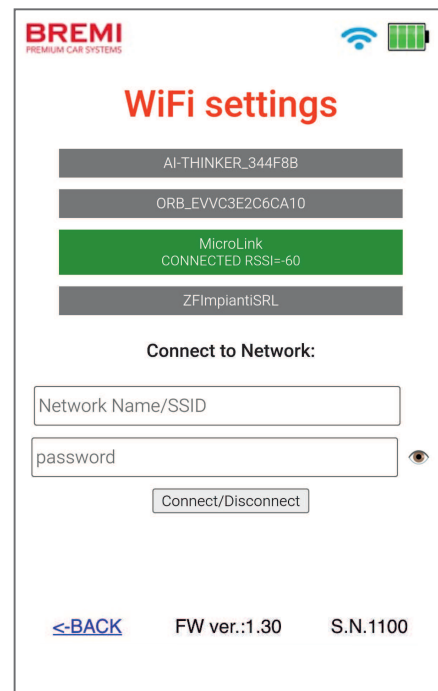 BREMI
PREMIUM CAR SYSTEMS
WiFi settings
AI-THINKER_344F8B
ORB_EVVC3E2C6CA10
MicroLink
CONNECTED RSSI=-60
ZFImpiantiSRL
Connect to Network:
Network Name/SSID
password
Connect/Disconnect
<-BACK FW ver.:1.30 S.N.1100